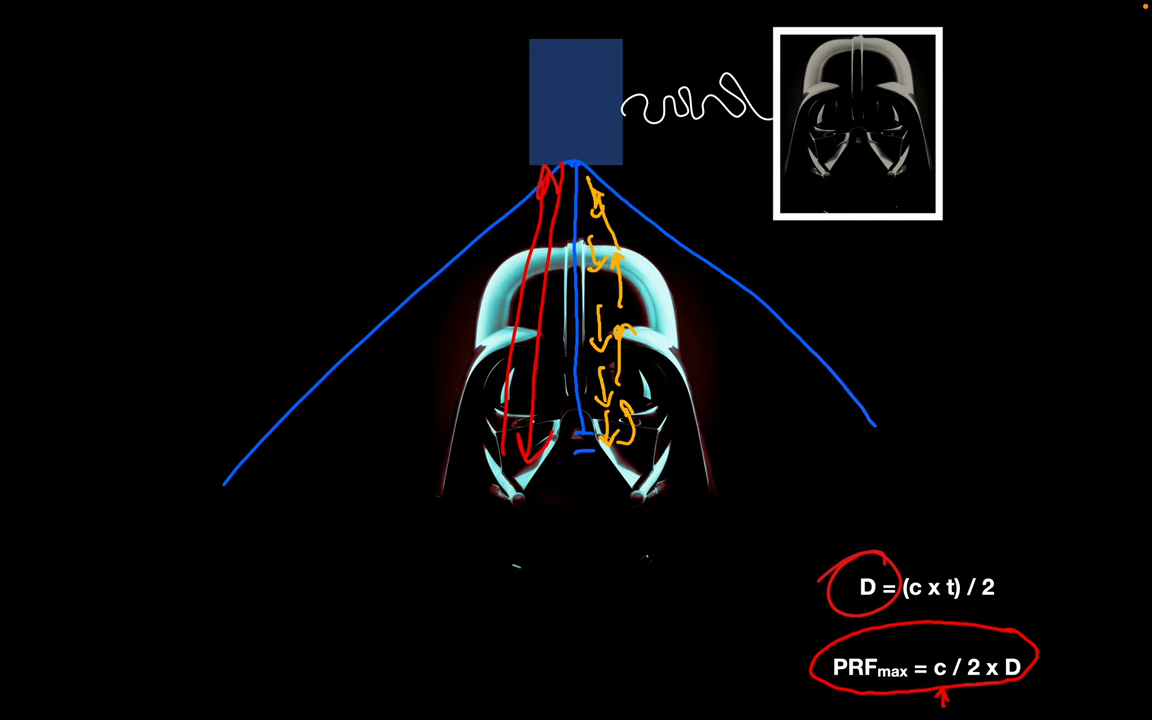 D = (c x t) / 2
PRFmax = c / 2 x D